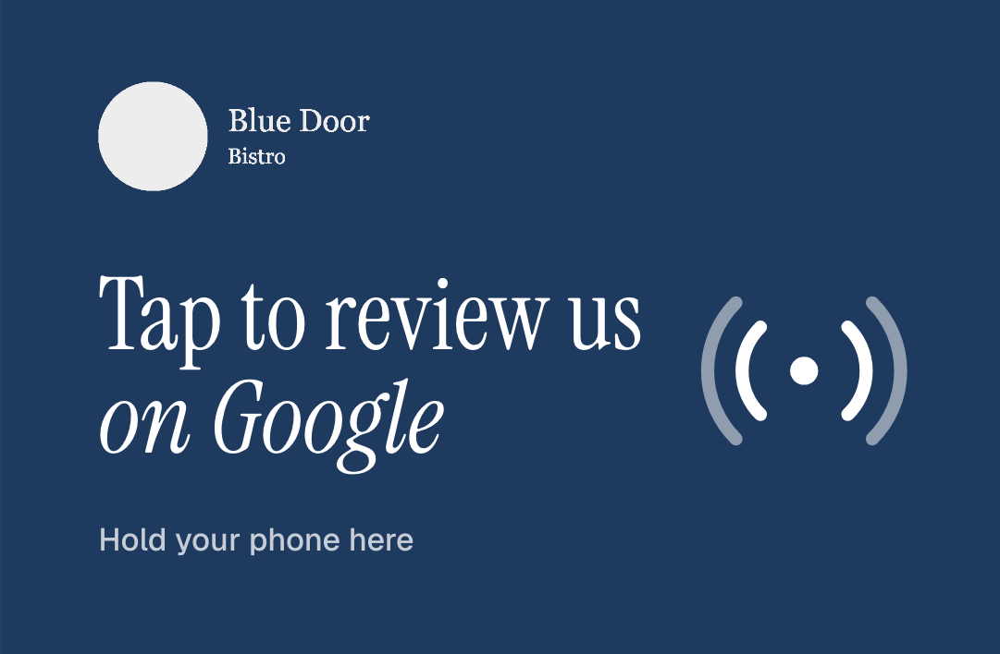 Blue Door
Bistro
Tap to review us
on Google
Hold your phone here